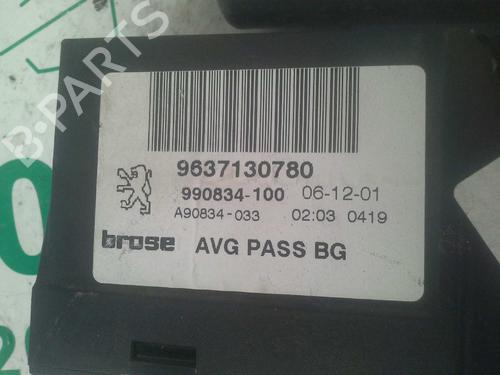 9637130780
990834-100 06-12-01
A90834-033 02:03 0419
brose AVG PASS BG
B-PARTS